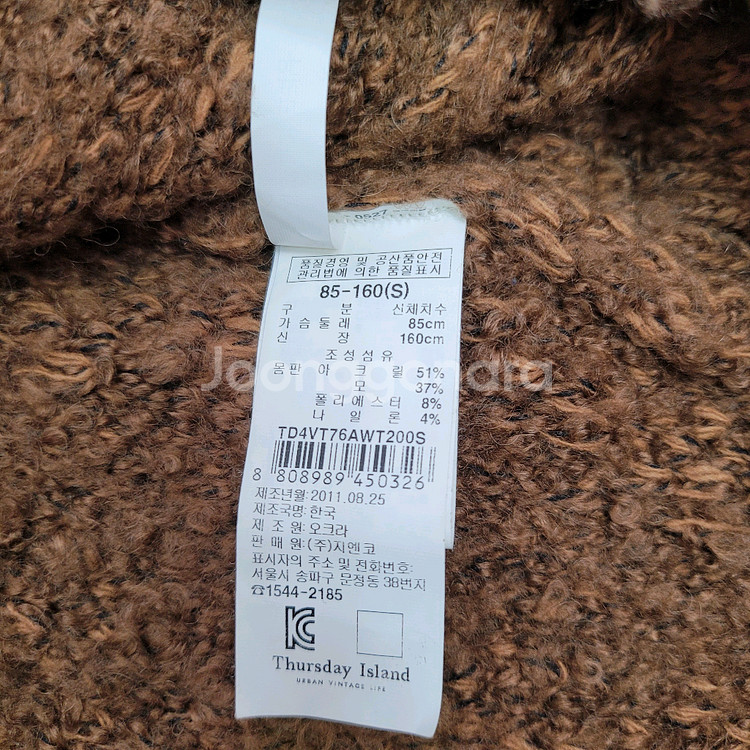 0527
품질경영 및 공산품안전
관리법에 의한 품질표시
85-160(S)
구 분 신체치수
가슴둘레 85cm
신 장 160cm
조성섬유
몸판 아크릴 51%
모 37%
폴리에스터 8%
나일론 4%
TD4VT76AWT200S
8 808989 450326
제조년월:2011.08.25
제조국명:한국
제 조 원:오크라
판 매 원:(주)지엔코
표시자의 주소 및 전화번호:
서울시 송파구 문정동 38번지
☎1544-2185
KC
Thursday Island
URBAN VINTAGE LIFE
Joonggonara